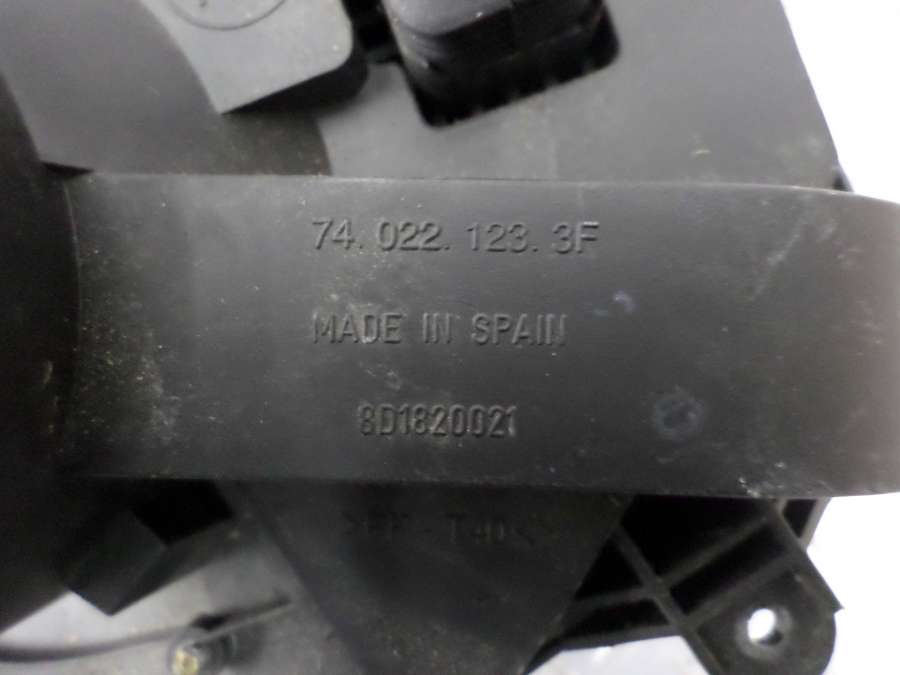 74.022.123.3F
MADE IN SPAIN
8D1820021